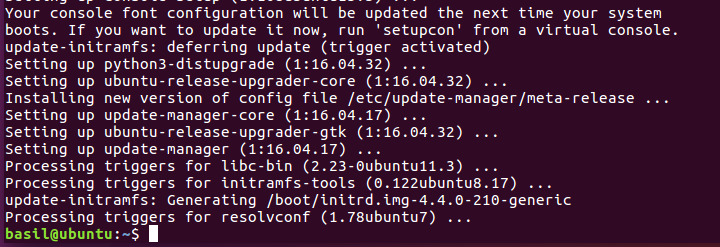 Your console font configuration will be updated the next time your system
boots. If you want to update it now, run 'setupcon' from a virtual console.
update-initramfs: deferring update (trigger activated)
Setting up python3-distupgrade (1:16.04.32) ...
Setting up ubuntu-release-upgrader-core (1:16.04.32) ...
Installing new version of config file /etc/update-manager/meta-release ...
Setting up update-manager-core (1:16.04.17) ...
Setting up ubuntu-release-upgrader-gtk (1:16.04.32) ...
Setting up update-manager (1:16.04.17) ...
Processing triggers for libc-bin (2.23-0ubuntu11.3) ...
Processing triggers for initramfs-tools (0.122ubuntu8.17) ...
update-initramfs: Generating /boot/initrd.img-4.4.0-210-generic
Processing triggers for resolvconf (1.78ubuntu7) ...
basil@ubuntu:~$